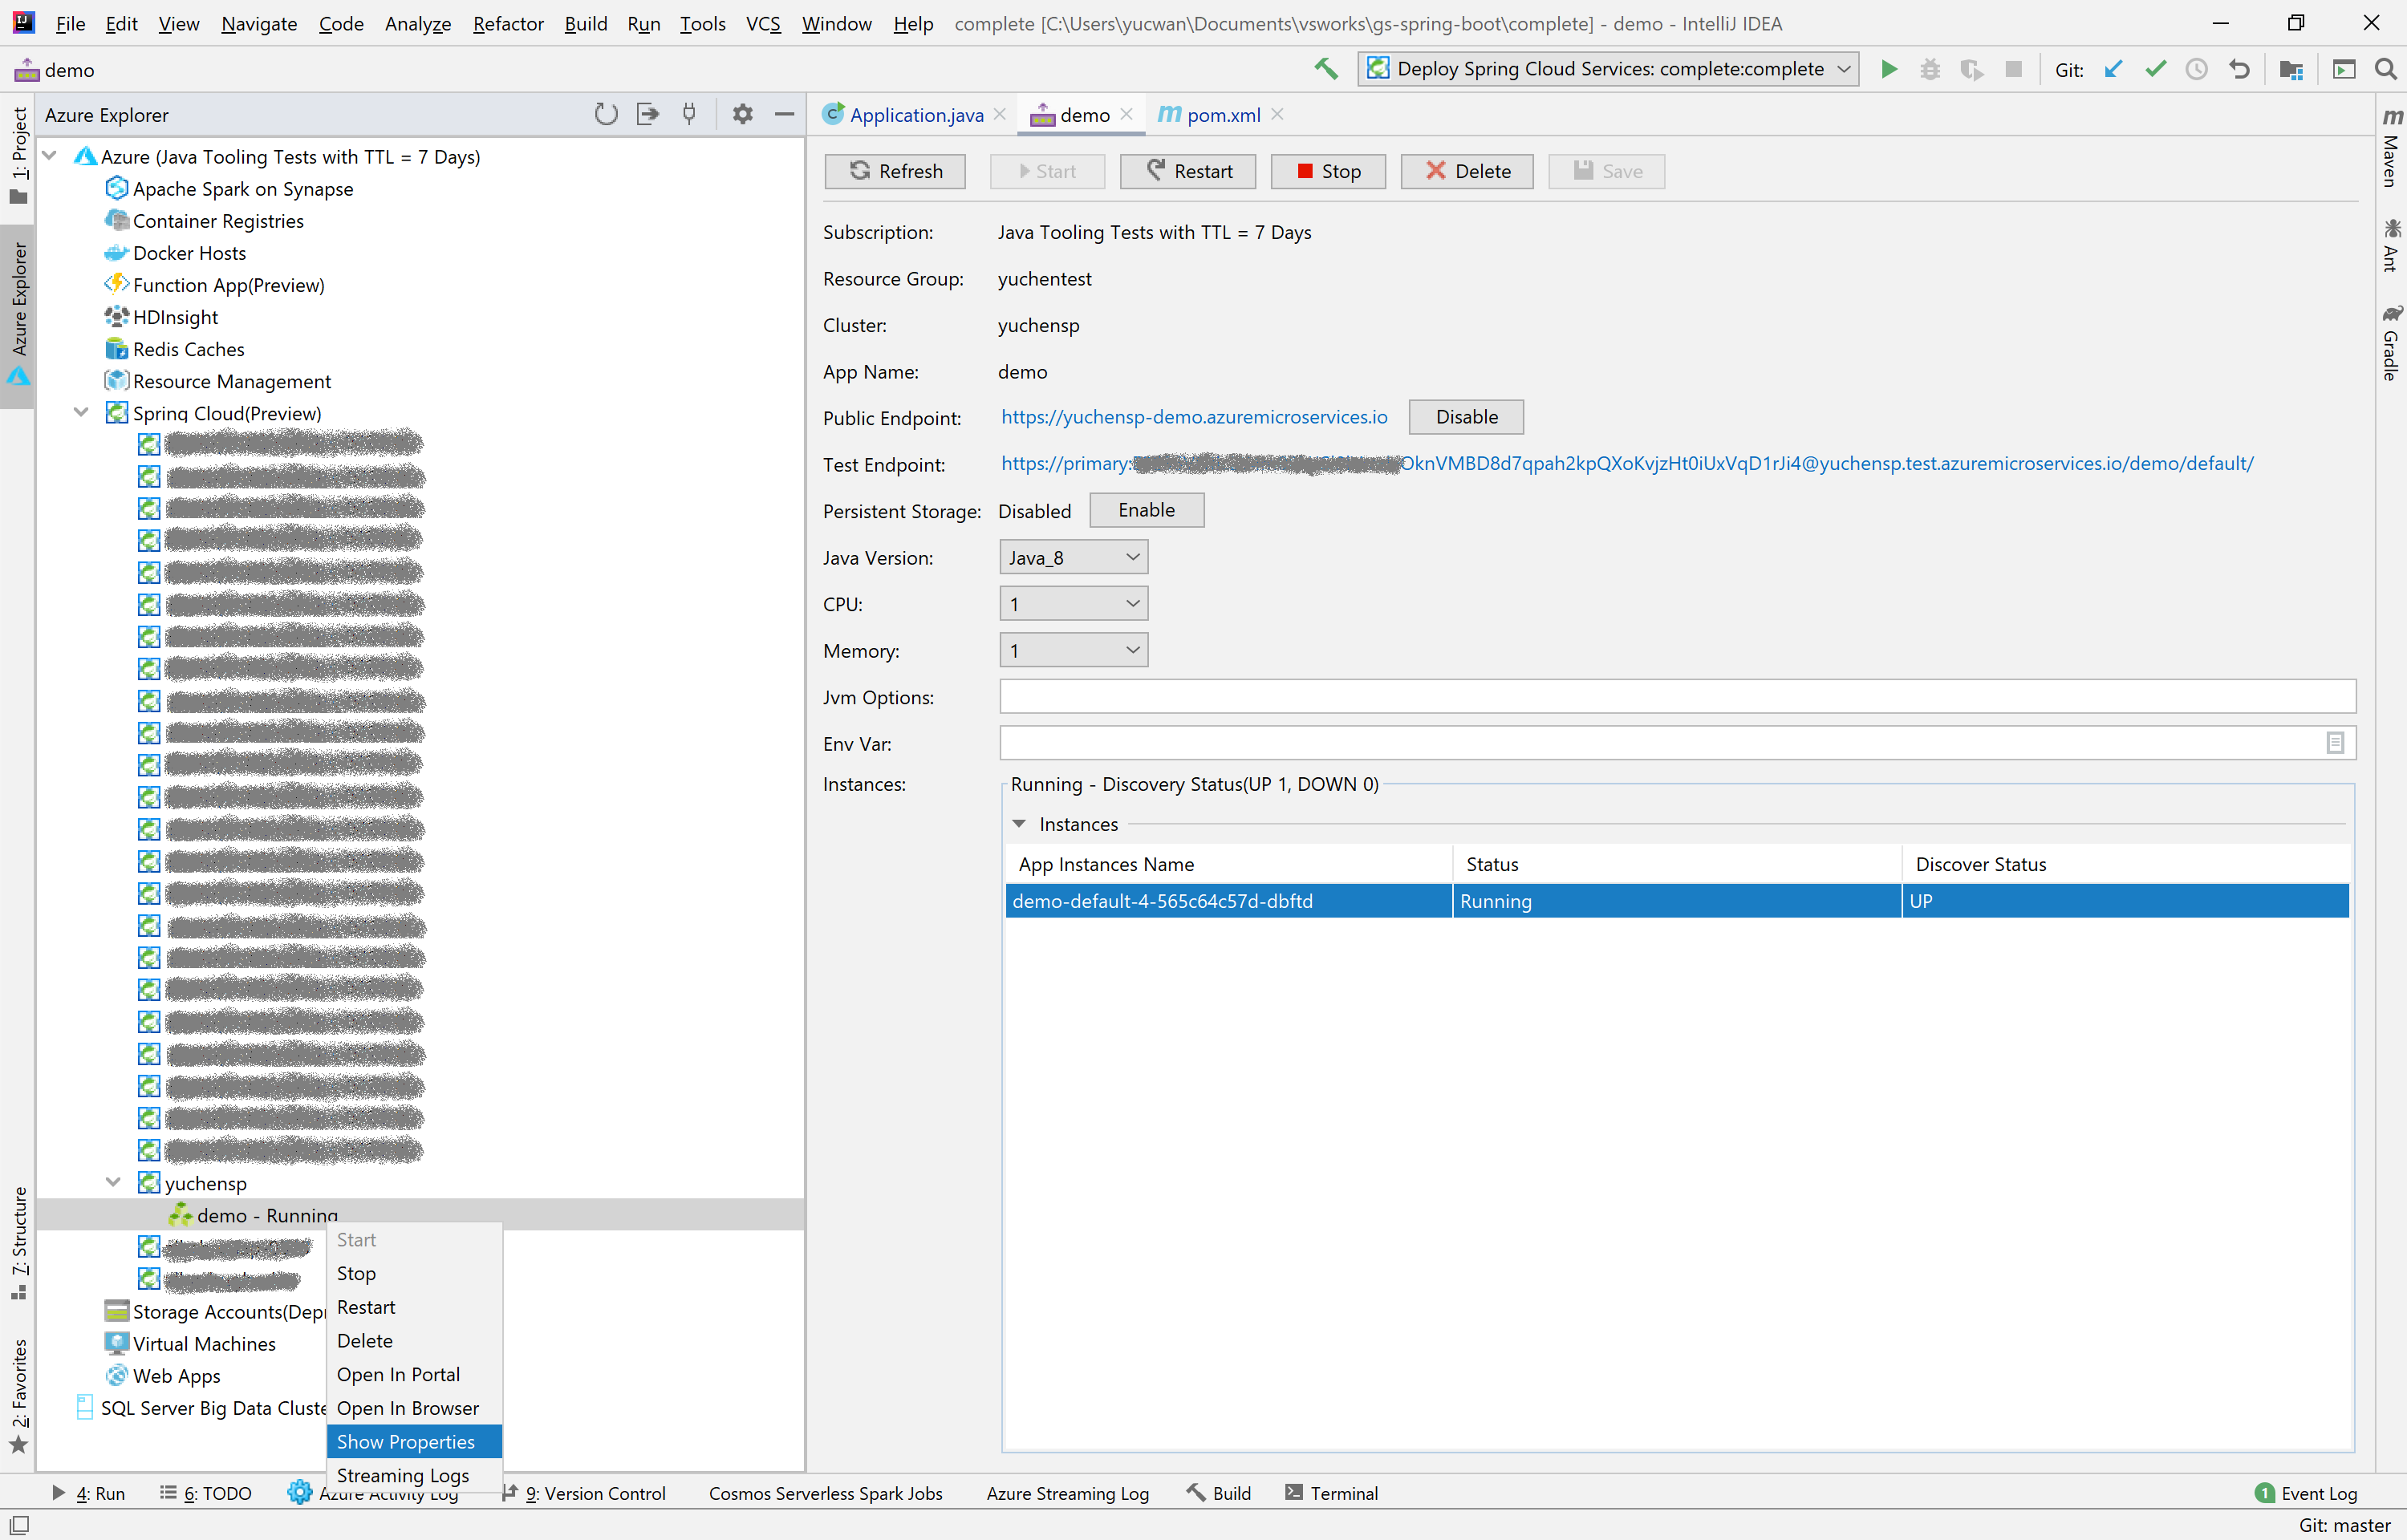 File Edit View Navigate Code Analyze Refactor Build Run Tools VCS Window Help complete [C:\Users\yucwan\Documents\vsworks\gs-spring-boot\complete] - demo - IntelliJ IDEA
demo Deploy Spring Cloud Services: complete:complete Git:
1: Project
Azure Explorer
7: Structure
2: Favorites
Azure Explorer
Azure (Java Tooling Tests with TTL = 7 Days)
Apache Spark on Synapse
Container Registries
Docker Hosts
Function App(Preview)
HDInsight
Redis Caches
Resource Management
Spring Cloud(Preview)
yuchensp
demo - Running
Storage Accounts(Depr
Virtual Machines
Web Apps
SQL Server Big Data Cluste
Start
Stop
Restart
Delete
Open In Portal
Open In Browser
Show Properties
Streaming Logs
Application.java demo pom.xml
Refresh Start Restart Stop Delete Save
Subscription: Java Tooling Tests with TTL = 7 Days
Resource Group: yuchentest
Cluster: yuchensp
App Name: demo
Public Endpoint: https://yuchensp-demo.azuremicroservices.io Disable
Test Endpoint: https://primary: OknVMBD8d7qpah2kpQXoKvjzHt0iUxVqD1rJi4@yuchensp.test.azuremicroservices.io/demo/default/
Persistent Storage: Disabled Enable
Java Version: Java_8
CPU: 1
Memory: 1
Jvm Options:
Env Var:
Instances: Running - Discovery Status(UP 1, DOWN 0)
Instances
App Instances Name Status Discover Status
demo-default-4-565c64c57d-dbftd Running UP
Maven
Ant
Gradle
4: Run 6: TODO Azure Activity Log 9: Version Control Cosmos Serverless Spark Jobs Azure Streaming Log Build Terminal 1 Event Log
Git: master